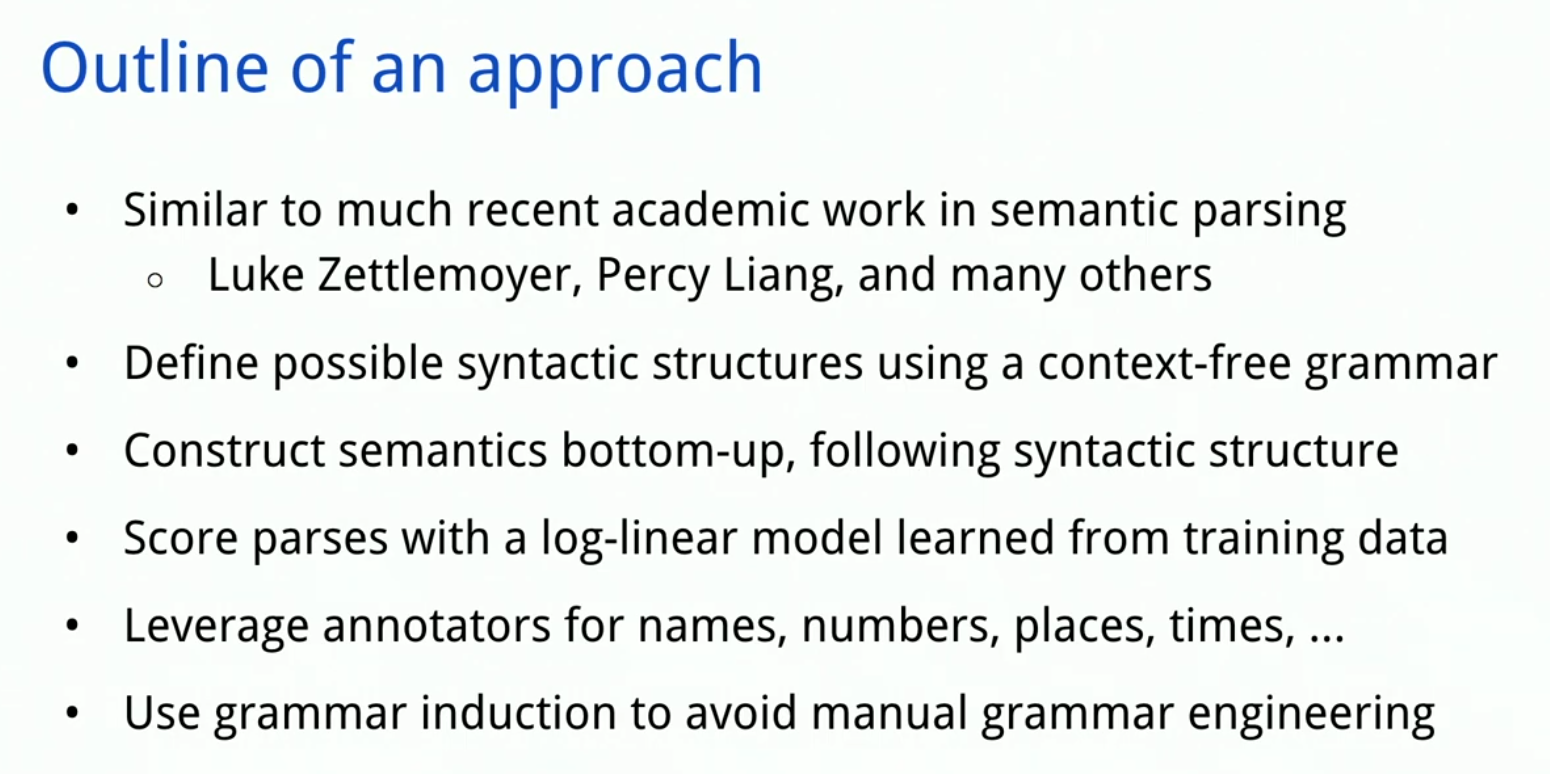 Outline of an approach
• Similar to much recent academic work in semantic parsing
○ Luke Zettlemoyer, Percy Liang, and many others
• Define possible syntactic structures using a context-free grammar
• Construct semantics bottom-up, following syntactic structure
• Score parses with a log-linear model learned from training data
• Leverage annotators for names, numbers, places, times, ...
• Use grammar induction to avoid manual grammar engineering